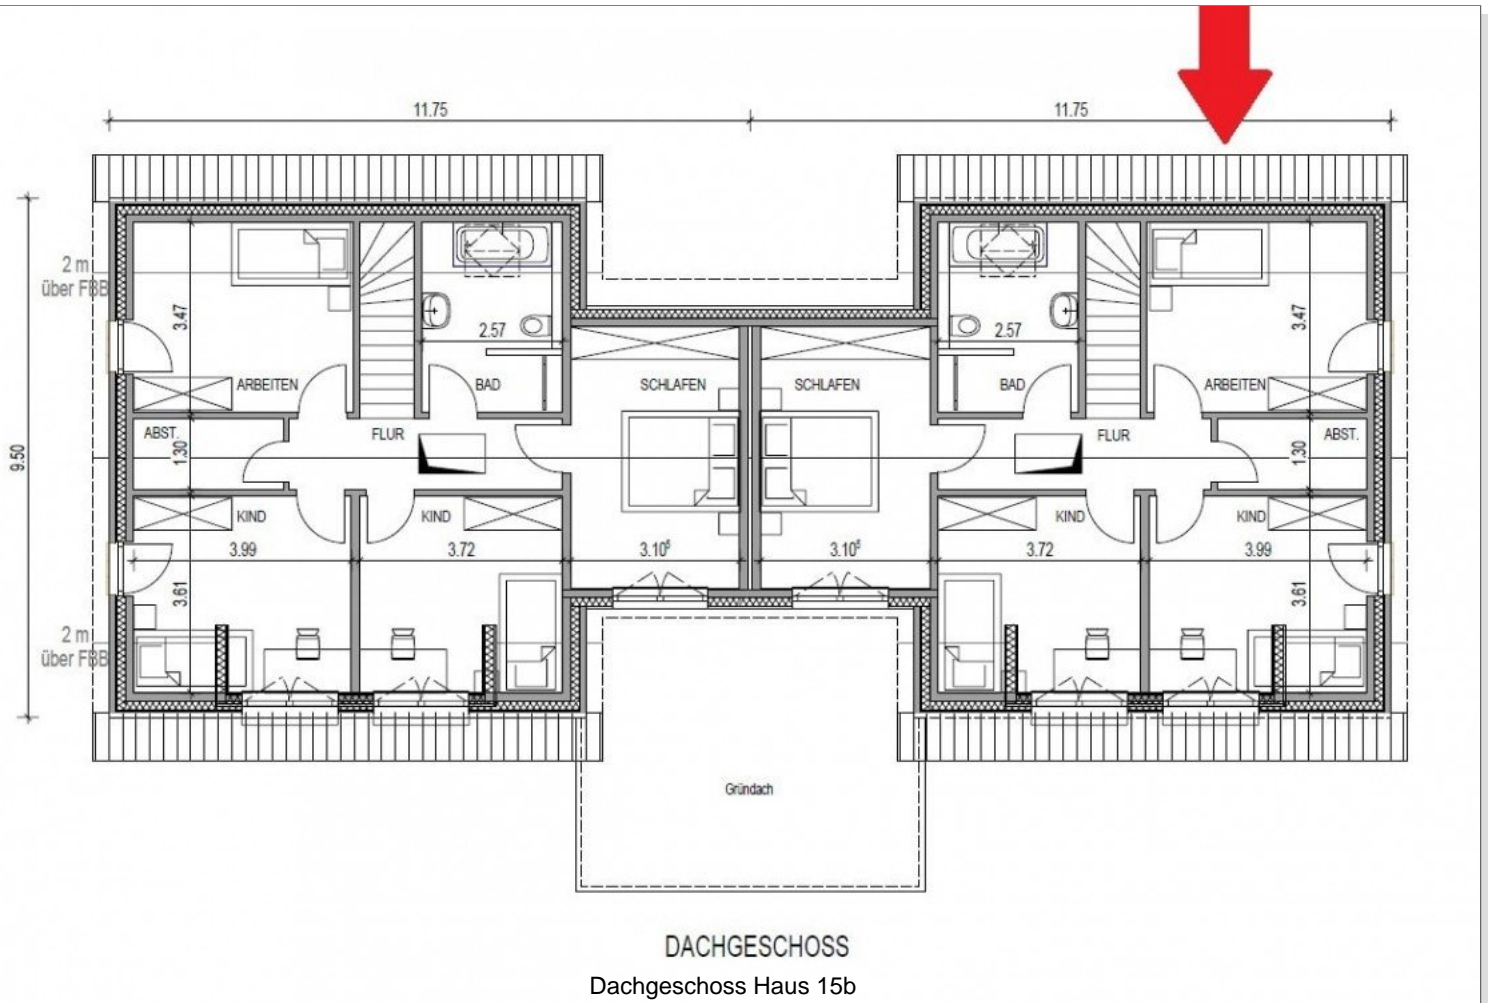 11.75
11.75
2 m
über FBB
3.47
2.57
2.57
3.47
ARBEITEN
BAD
SCHLAFEN
SCHLAFEN
BAD
ARBEITEN
ABST.
1.30
FLUR
FLUR
1.30
ABST.
9.50
KIND
KIND
KIND
KIND
3.99
3.72
3.10⁵
3.10⁵
3.72
3.99
3.61
3.61
2 m
über FBB
Gründach
DACHGESCHOSS
Dachgeschoss Haus 15b